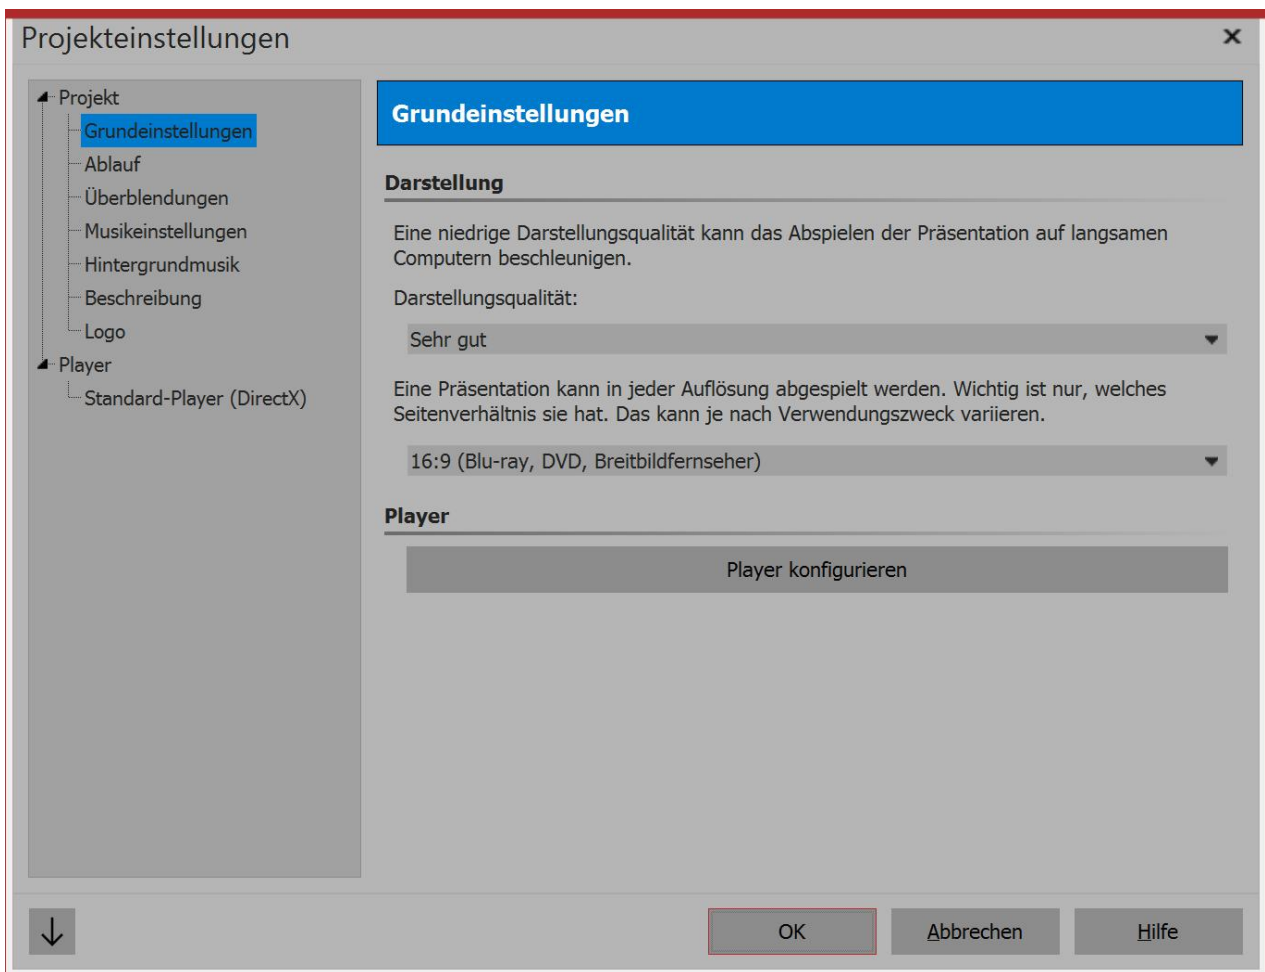 Projekteinstellungen
Projekt
Grundeinstellungen
Ablauf
Überblendungen
Musikeinstellungen
Hintergrundmusik
Beschreibung
Logo
Player
Standard-Player (DirectX)
Grundeinstellungen
Darstellung
Eine niedrige Darstellungsqualität kann das Abspielen der Präsentation auf langsamen
Computern beschleunigen.
Darstellungsqualität:
Sehr gut
Eine Präsentation kann in jeder Auflösung abgespielt werden. Wichtig ist nur, welches
Seitenverhältnis sie hat. Das kann je nach Verwendungszweck variieren.
16:9 (Blu-ray, DVD, Breitbildfernseher)
Player
Player konfigurieren
OK
Abbrechen
Hilfe